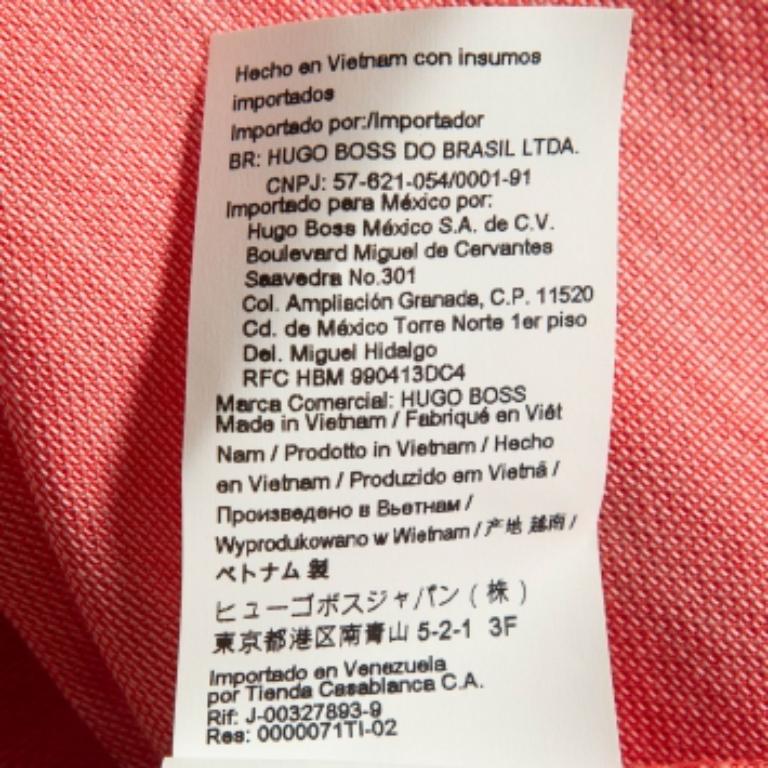 Hecho en Vietnam con insumos
importados
Importado por:/Importador
BR: HUGO BOSS DO BRASIL LTDA.
CNPJ: 57-621-054/0001-91
Importado para México por:
Hugo Boss México S.A. de C.V.
Boulevard Miguel de Cervantes
Saavedra No.301
Col. Ampliación Granada, C.P. 11520
Cd. de México Torre Norte 1er piso
Del. Miguel Hidalgo
RFC HBM 990413DC4
Marca Comercial: HUGO BOSS
Made in Vietnam / Fabriqué en Viêt
Nam / Prodotto in Vietnam / Hecho
en Vietnam / Produzido em Vietnã /
Произведено в Вьетнам /
Wyprodukowano w Wietnam / 产地 越南 /
ベトナム 製
ヒューゴボスジャパン ( 株 )
東京都港区南青山 5-2-1 3F
Importado en Venezuela
por Tienda Casablanca C.A.
Rif: J-00327893-9
Res: 0000071TI-02